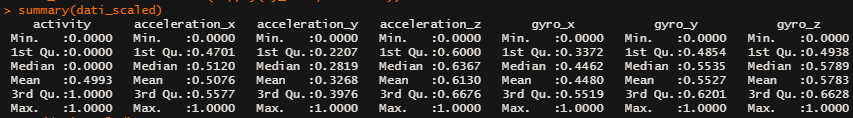 > summary(dati_scaled)
activity acceleration_x acceleration_y acceleration_z gyro_x gyro_y gyro_z
Min. :0.0000 Min. :0.0000 Min. :0.0000 Min. :0.0000 Min. :0.0000 Min. :0.0000 Min. :0.0000
1st Qu.:0.0000 1st Qu.:0.4701 1st Qu.:0.2207 1st Qu.:0.6000 1st Qu.:0.3372 1st Qu.:0.4854 1st Qu.:0.4938
Median :0.0000 Median :0.5120 Median :0.2819 Median :0.6367 Median :0.4462 Median :0.5535 Median :0.5789
Mean :0.4993 Mean :0.5076 Mean :0.3268 Mean :0.6130 Mean :0.4480 Mean :0.5527 Mean :0.5783
3rd Qu.:1.0000 3rd Qu.:0.5577 3rd Qu.:0.3976 3rd Qu.:0.6676 3rd Qu.:0.5519 3rd Qu.:0.6201 3rd Qu.:0.6628
Max. :1.0000 Max. :1.0000 Max. :1.0000 Max. :1.0000 Max. :1.0000 Max. :1.0000 Max. :1.0000